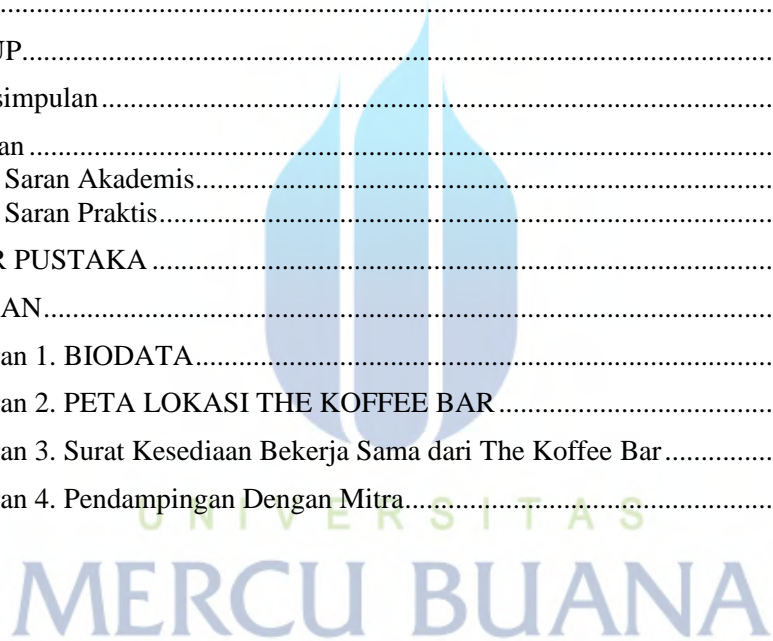 ...........................................................................................................
UP...........................................................................................................
simpulan...........................................................................................................
an...........................................................................................................
Saran Akademis...........................................................................................................
Saran Praktis...........................................................................................................
R PUSTAKA...........................................................................................................
AN...........................................................................................................
an 1. BIODATA...........................................................................................................
an 2. PETA LOKASI THE KOFFEE BAR...........................................................................................................
an 3. Surat Kesediaan Bekerja Sama dari The Koffee Bar...................
an 4. Pendampingan Dengan Mitra...........................................................................................................
UNIVERSITAS
MERCU BUANA